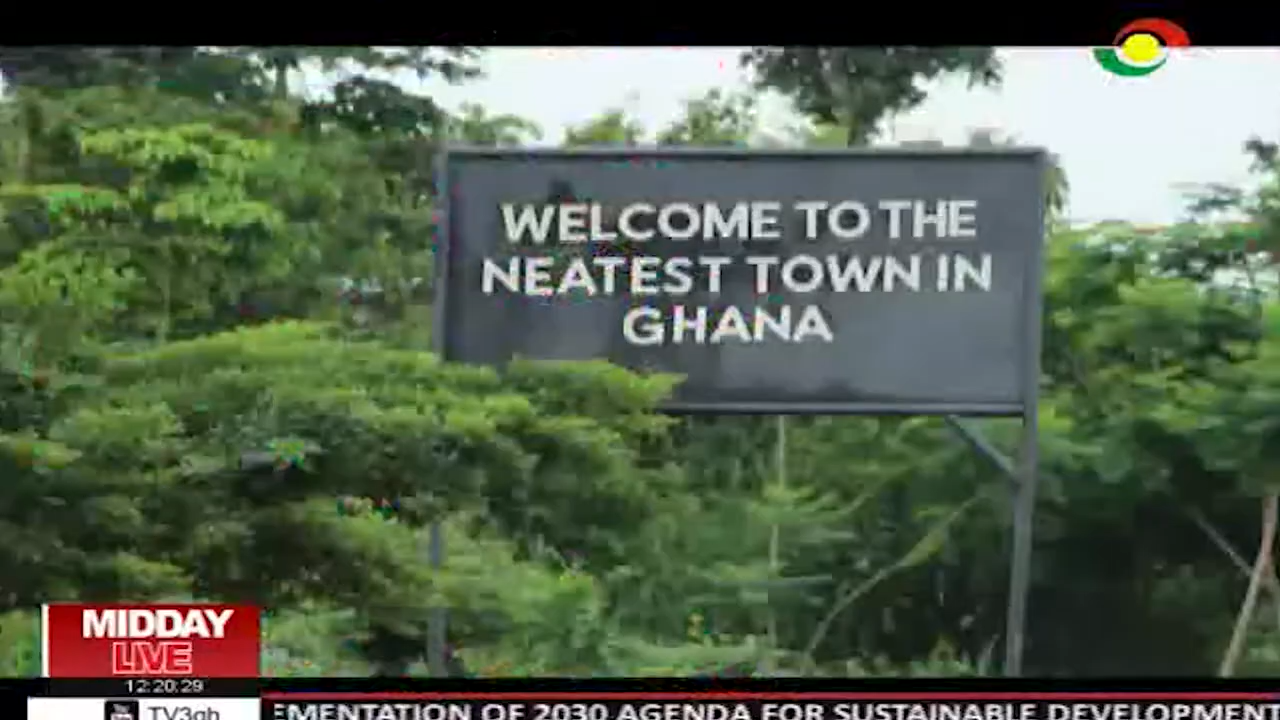 WELCOME TO THE
NEATEST TOWN IN
GHANA
MIDDAY
LIVE
12:20:29
TV3gh
EMENTATION OF 2030 AGENDA FOR SUSTAINABLE DEVELOPMENT